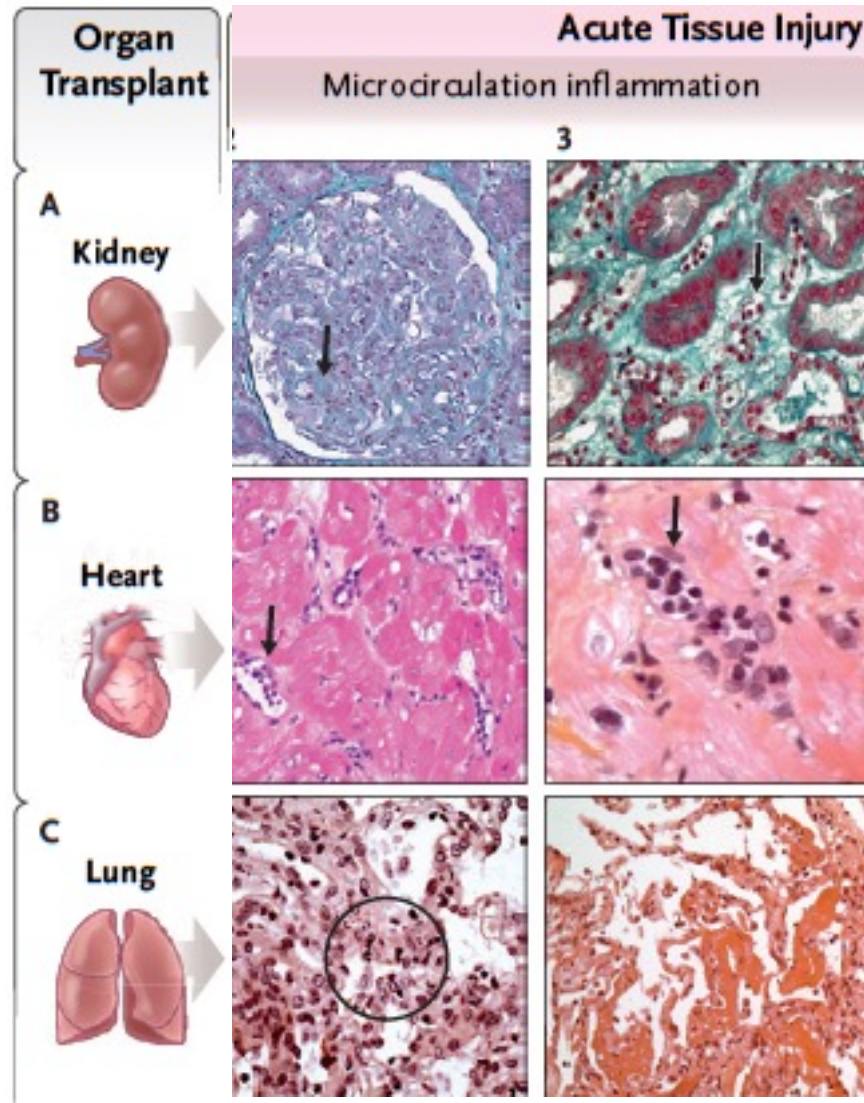 Organ
Transplant
Acute Tissue Injury
Microcirculation inflammation
3
A
Kidney
B
Heart
C
Lung